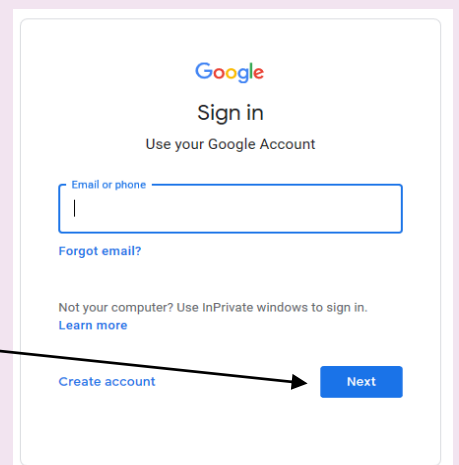 Google
Sign in
Use your Google Account
Email or phone
Forgot email?
Not your computer? Use InPrivate windows to sign in.
Learn more
Create account
Next